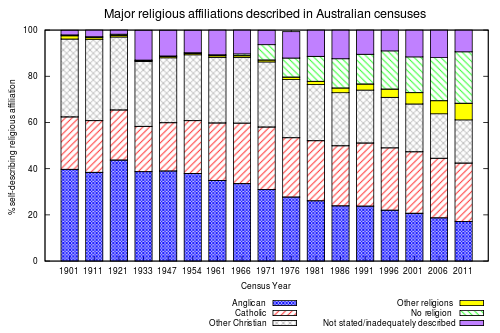 Major religious affiliations described in Australian censuses
100
80
60
40
20
0
% self-describing religious affiliation
1901 1911 1921 1933 1947 1954 1961 1966 1971 1976 1981 1986 1991 1996 2001 2006 2011
Census Year
Anglican Other religions
Catholic No religion
Other Christian Not stated/inadequately described